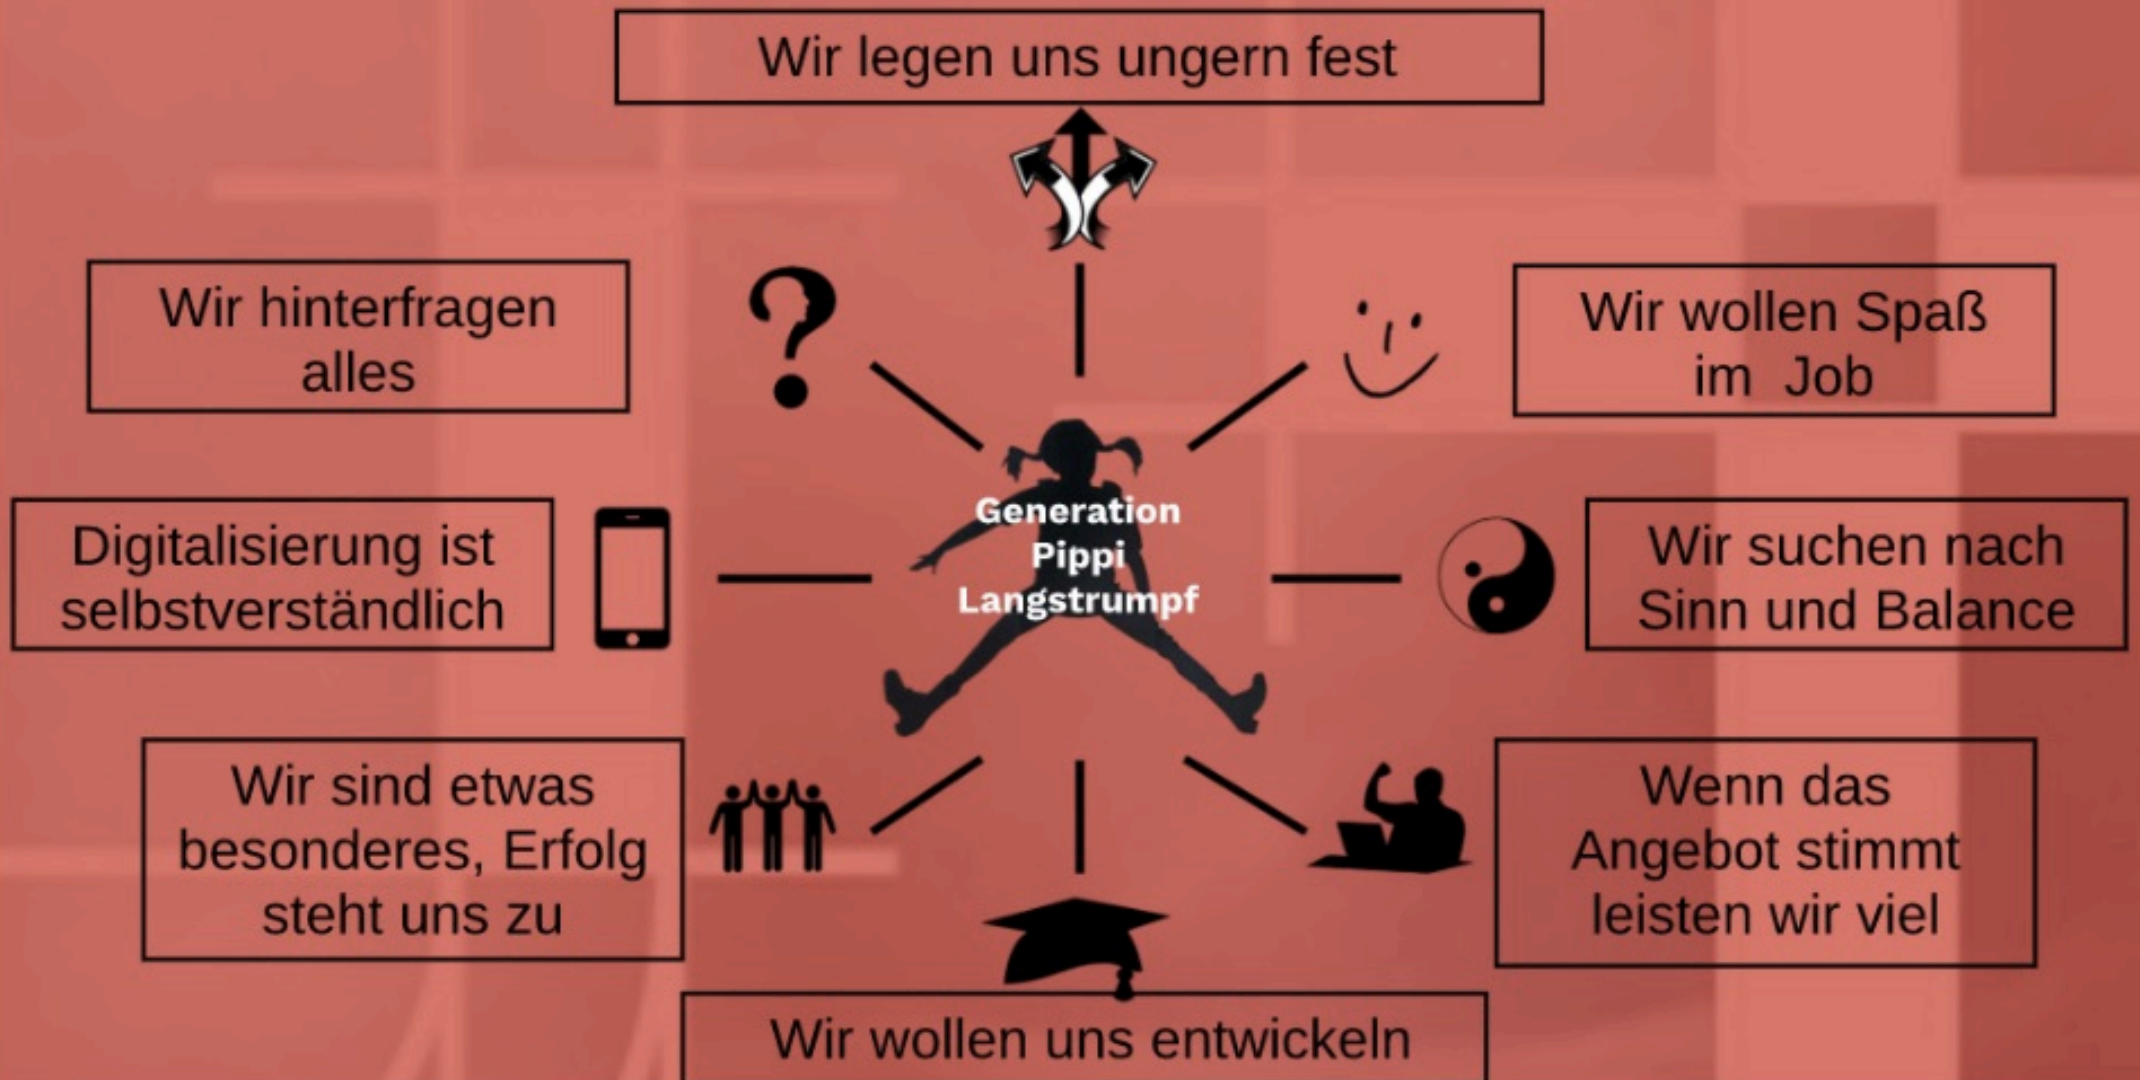 Wir legen uns ungern fest
Wir hinterfragen
alles
Wir wollen Spaß
im Job
Digitalisierung ist
selbstverständlich
Generation
Pippi
Langstrumpf
Wir suchen nach
Sinn und Balance
Wir sind etwas
besonderes, Erfolg
steht uns zu
Wenn das
Angebot stimmt
leisten wir viel
Wir wollen uns entwickeln